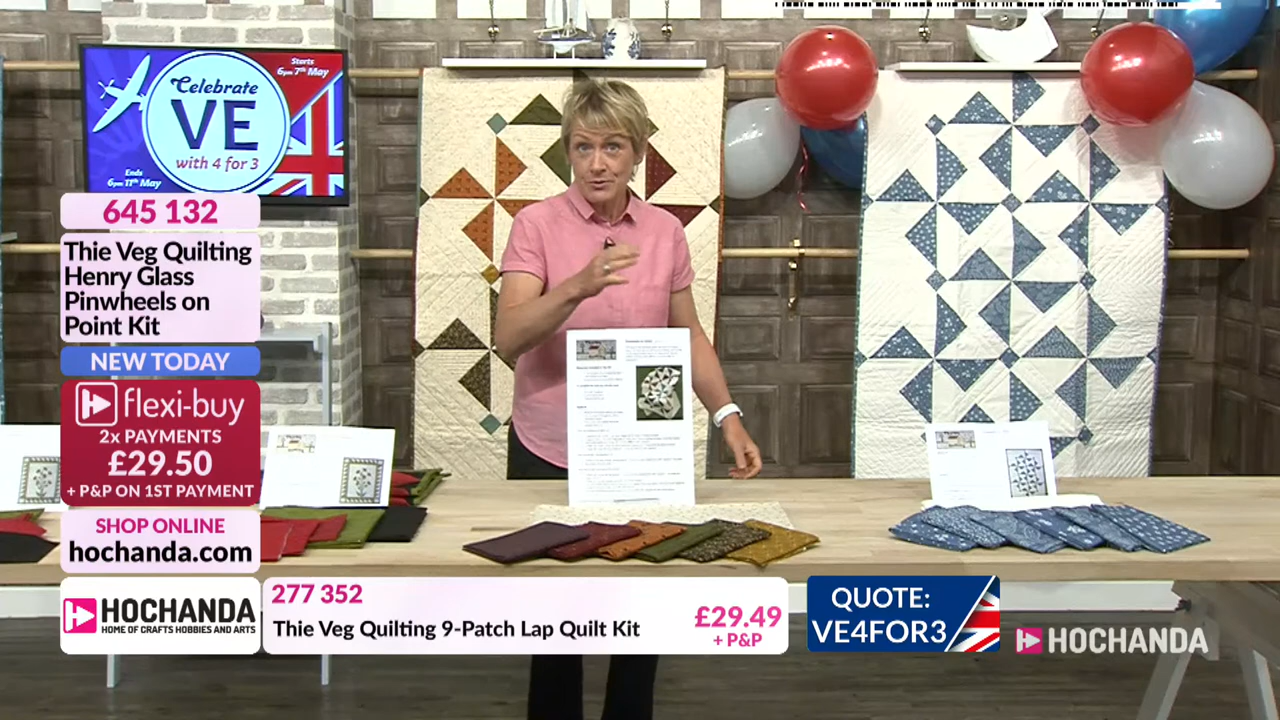 Celebrate
VE
with 4 for 3
Starts
6pm 7th May
Ends
6pm 11th May
645 132
Thie Veg Quilting
Henry Glass
Pinwheels on
Point Kit
NEW TODAY
flexi-buy
2x PAYMENTS
£29.50
+ P&P ON 1ST PAYMENT
SHOP ONLINE
hochanda.com
HOCHANDA
HOME OF CRAFTS HOBBIES AND ARTS
277 352
Thie Veg Quilting 9-Patch Lap Quilt Kit
£29.49
+ P&P
QUOTE:
VE4FOR3
HOCHANDA